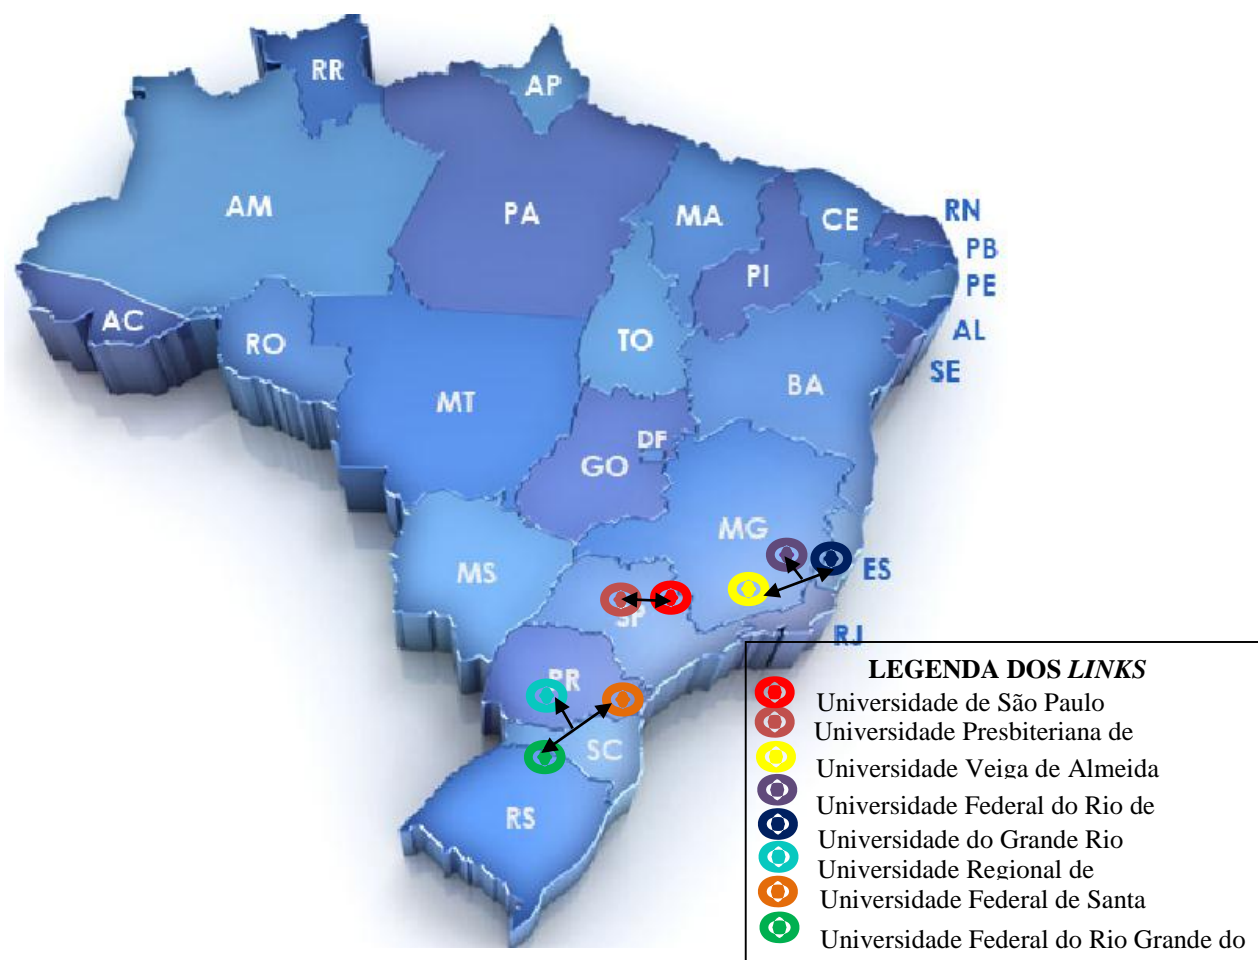 RR
AP
AM
PA
MA
CE
RN
PB
PI
PE
AC
RO
TO
AL
SE
MT
BA
DF
GO
MG
MS
ES
SP
RJ
PR
SC
RS
LEGENDA DOS LINKS
Universidade de São Paulo
Universidade Presbiteriana de
Universidade Veiga de Almeida
Universidade Federal do Rio de
Universidade do Grande Rio
Universidade Regional de
Universidade Federal de Santa
Universidade Federal do Rio Grande do